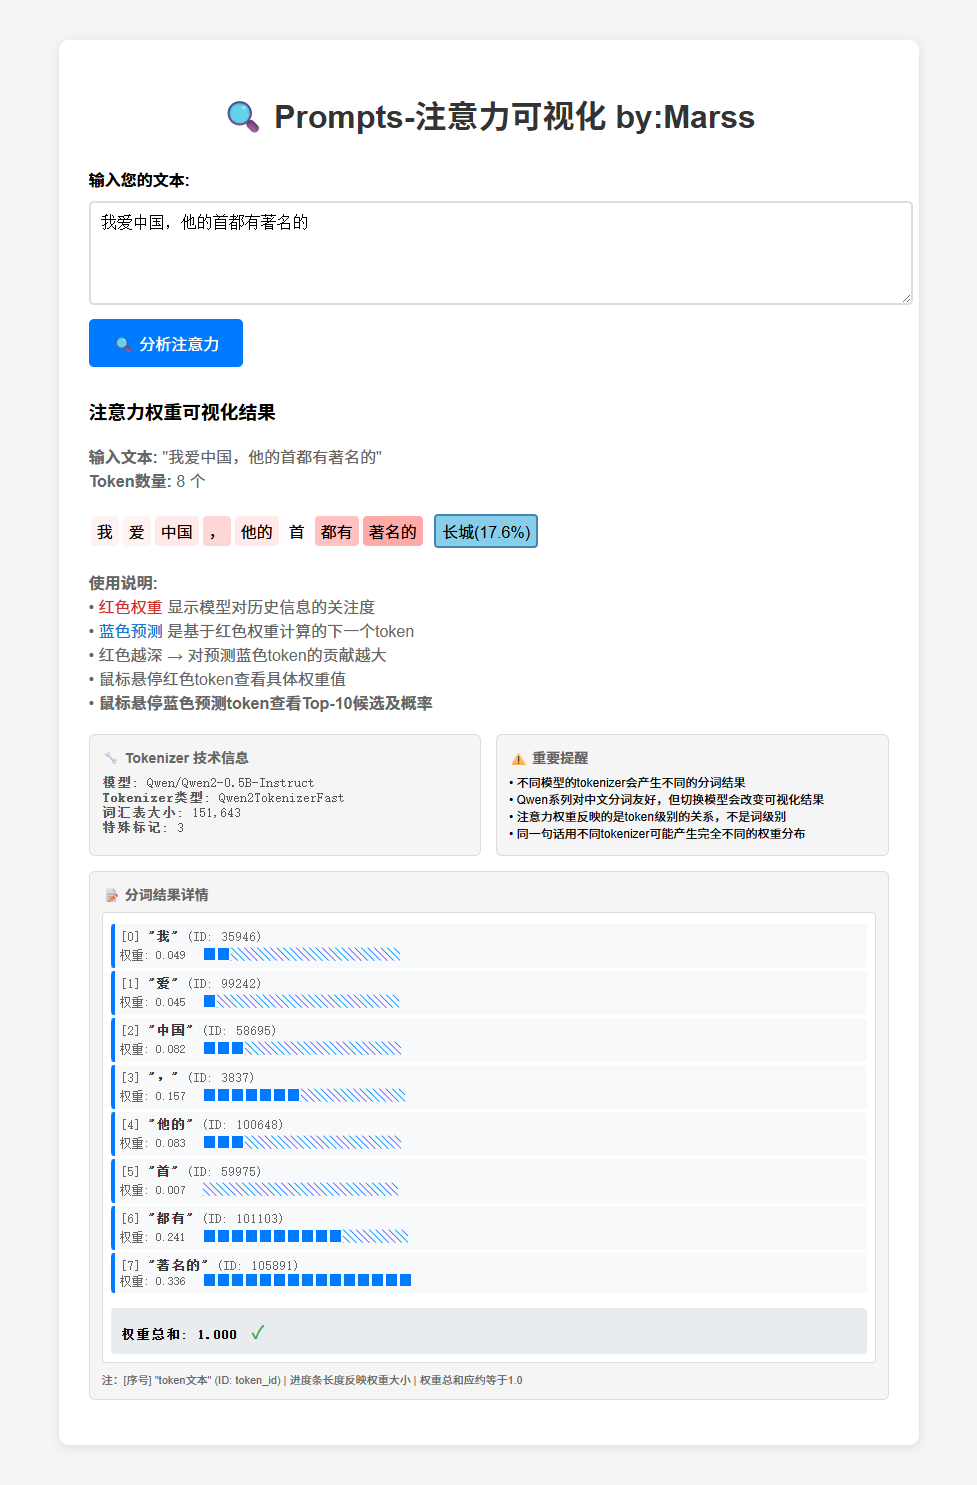 🔍 Prompts-注意力可视化 by:Marss
输入您的文本:
我爱中国，他的首都有著名的
🔍 分析注意力
注意力权重可视化结果
输入文本: "我爱中国，他的首都有著名的"
Token数量: 8 个
我 爱 中国 ， 他的 首 都有 著名的 长城(17.6%)
使用说明:
• 红色权重 显示模型对历史信息的关注度
• 蓝色预测 是基于红色权重计算的下一个token
• 红色越深 → 对预测蓝色token的贡献越大
• 鼠标悬停红色token查看具体权重值
• 鼠标悬停蓝色预测token查看Top-10候选及概率
🔧 Tokenizer 技术信息
模型: Qwen/Qwen2-0.5B-Instruct
Tokenizer类型: Qwen2TokenizerFast
词汇表大小: 151,643
特殊标记: 3
⚠️ 重要提醒
• 不同模型的tokenizer会产生不同的分词结果
• Qwen系列对中文分词友好，但切换模型会改变可视化结果
• 注意力权重反映的是token级别的关系，不是词级别
• 同一句话用不同tokenizer可能产生完全不同的权重分布
📝 分词结果详情
[0] "我" (ID: 35946)
权重: 0.049
[1] "爱" (ID: 99242)
权重: 0.045
[2] "中国" (ID: 58695)
权重: 0.082
[3] "，" (ID: 3837)
权重: 0.157
[4] "他的" (ID: 100648)
权重: 0.083
[5] "首" (ID: 59975)
权重: 0.007
[6] "都有" (ID: 101103)
权重: 0.241
[7] "著名的" (ID: 105891)
权重: 0.336
权重总和: 1.000 ✓
注：[序号] "token文本" (ID: token_id) | 进度条长度反映权重大小 | 权重总和应约等于1.0